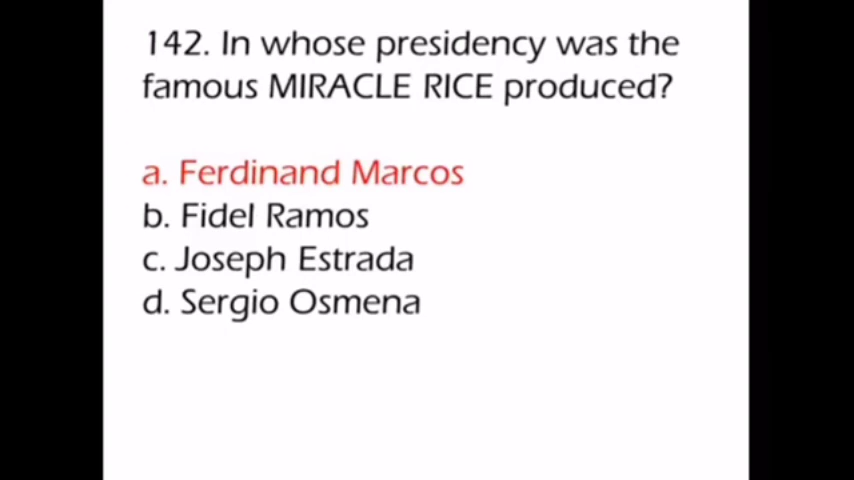 142. In whose presidency was the
famous MIRACLE RICE produced?
a. Ferdinand Marcos
b. Fidel Ramos
c. Joseph Estrada
d. Sergio Osmena